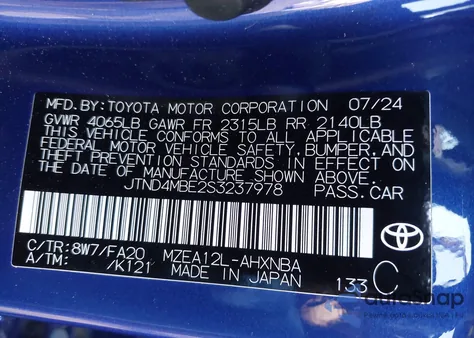 MFD.BY:TOYOTA MOTOR CORPORATION 07/24
GVWR 4065LB GAWR FR 2315LB RR 2140LB
THIS VEHICLE CONFORMS TO ALL APPLICABLE
FEDERAL MOTOR VEHICLE SAFETY,BUMPER,AND
THEFT PREVENTION STANDARDS IN EFFECT ON
THE DATE OF MANUFACTURE SHOWN ABOVE.
JTND4MBE2S3237978 PASS.CAR
C/TR:8W7/FA20 MZEA12L-AHXNBA
A/TM: /K121 MADE IN JAPAN 133 C
autoSnap